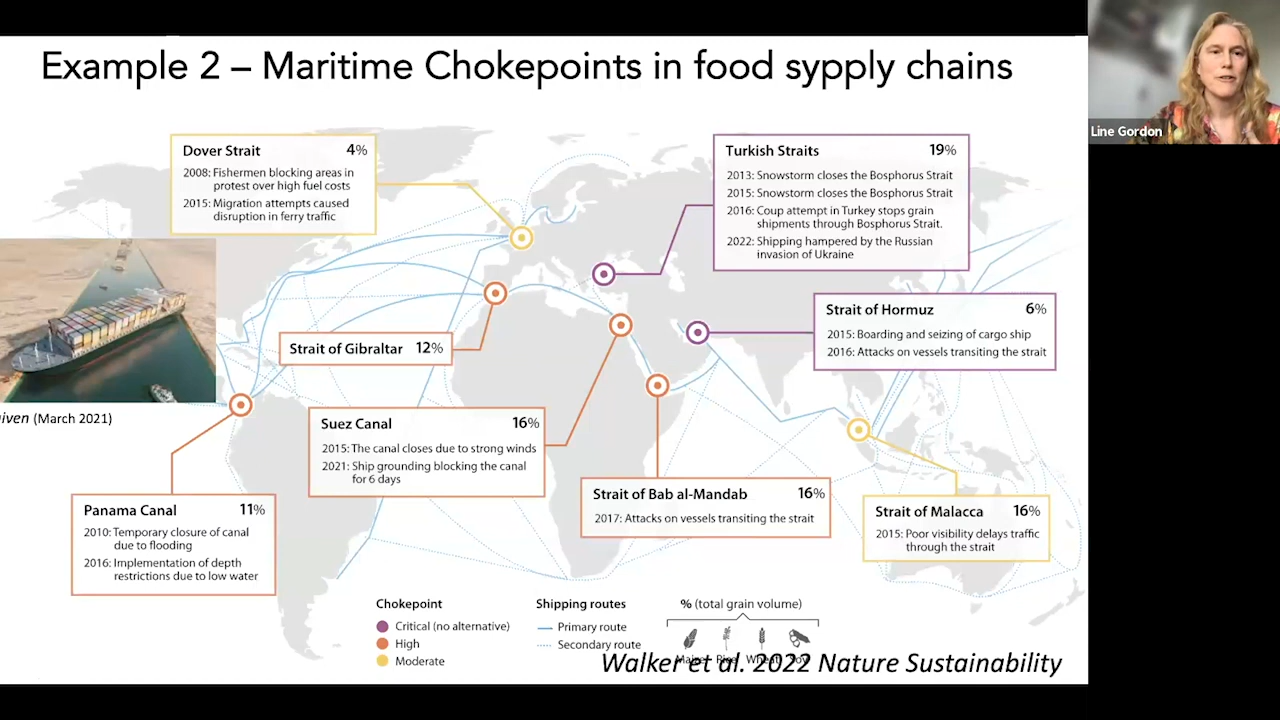 Example 2 – Maritime Chokepoints in food sypply chains
Line Gordon
Dover Strait 4%
2008: Fishermen blocking areas in
protest over high fuel costs
2015: Migration attempts caused
disruption in ferry traffic
Turkish Straits 19%
2013: Snowstorm closes the Bosphorus Strait
2015: Snowstorm closes the Bosphorus Strait
2016: Coup attempt in Turkey stops grain
shipments through Bosphorus Strait.
2022: Shipping hampered by the Russian
invasion of Ukraine
Strait of Hormuz 6%
2015: Boarding and seizing of cargo ship
2016: Attacks on vessels transiting the strait
Strait of Gibraltar 12%
(March 2021)
Suez Canal 16%
2015: The canal closes due to strong winds
2021: Ship grounding blocking the canal
for 6 days
Strait of Bab al-Mandab 16%
2017: Attacks on vessels transiting the strait
Strait of Malacca 16%
2015: Poor visibility delays traffic
through the strait
Panama Canal 11%
2010: Temporary closure of canal
due to flooding
2016: Implementation of depth
restrictions due to low water
Chokepoint
Critical (no alternative)
High
Moderate
Shipping routes
Primary route
Secondary route
% (total grain volume)
Walker et al. 2022 Nature Sustainability